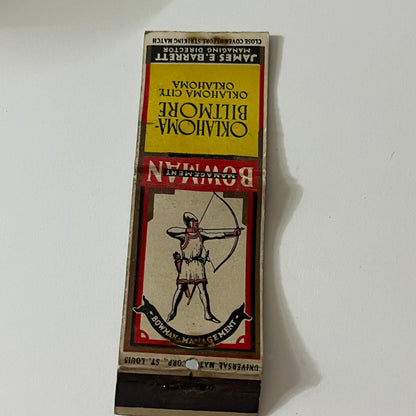 CLOSE COVER BEFORE STRIKING MATCH
JAMES E. BARRETT
MANAGING DIRECTOR
OKLAHOMA-
BILTMORE
OKLAHOMA CITY,
OKLAHOMA
BOWMAN
MANAGEMENT
BOWMAN-MANAGEMENT
UNIVERSAL MAT CORP., ST. LOUIS